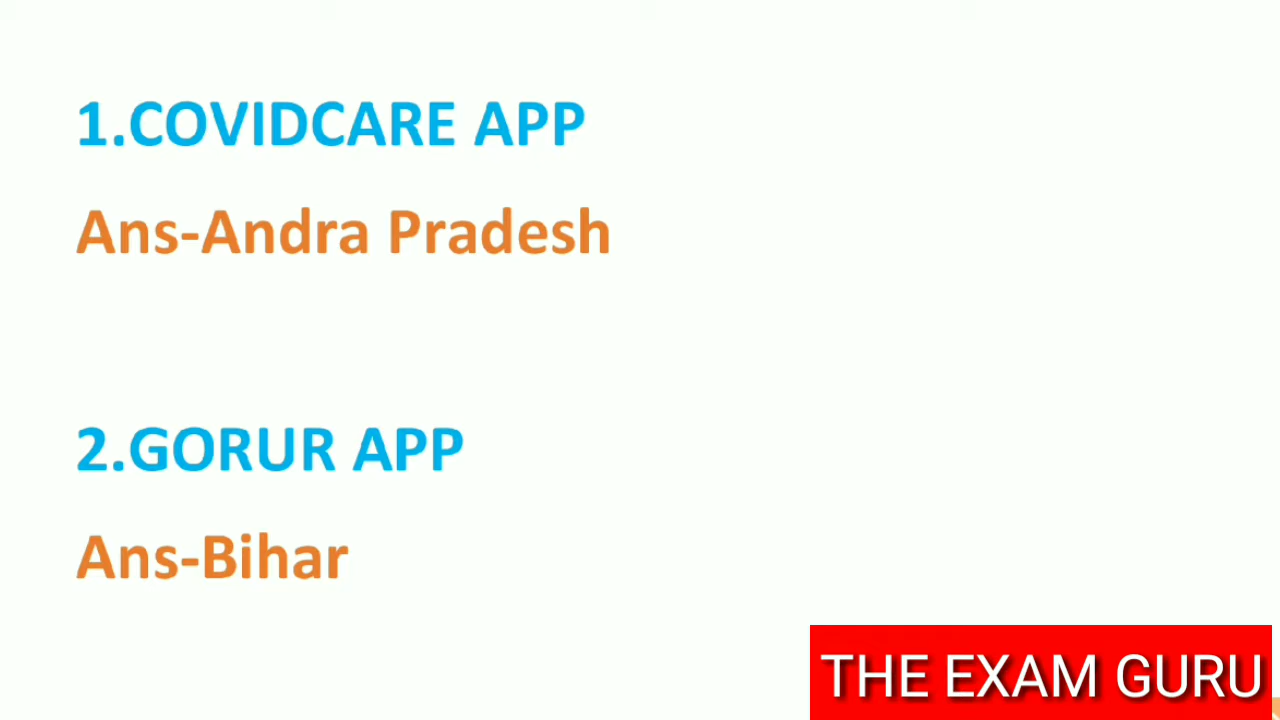 1.COVIDCARE APP
Ans-Andra Pradesh
2.GORUR APP
Ans-Bihar
THE EXAM GURU